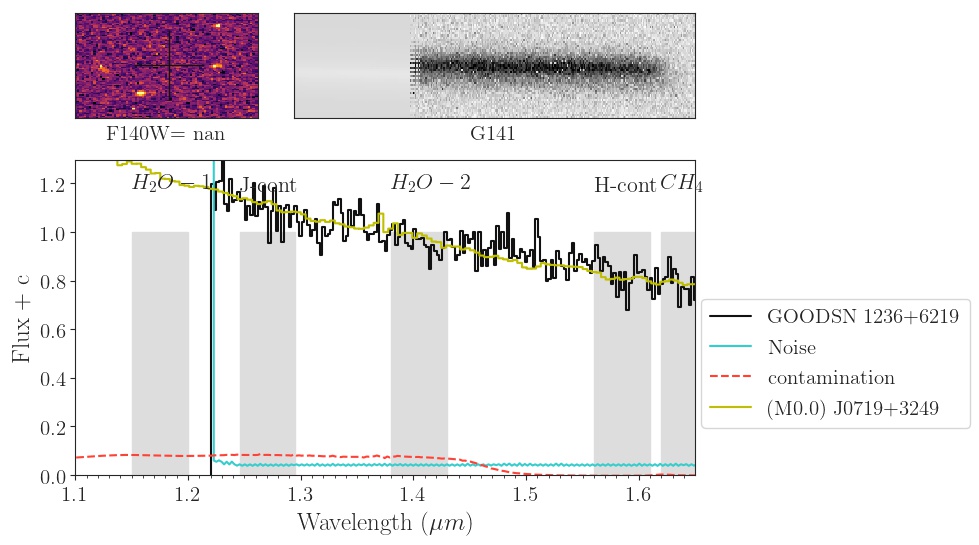 F140W= nan
G141
H₂O − 1
J-cont
H₂O − 2
H-cont
CH₄
1.2
1.0
0.8
0.6
0.4
0.2
0.0
Flux + c
1.1
1.2
1.3
1.4
1.5
1.6
Wavelength (μm)
GOODSN 1236+6219
Noise
contamination
(M0.0) J0719+3249